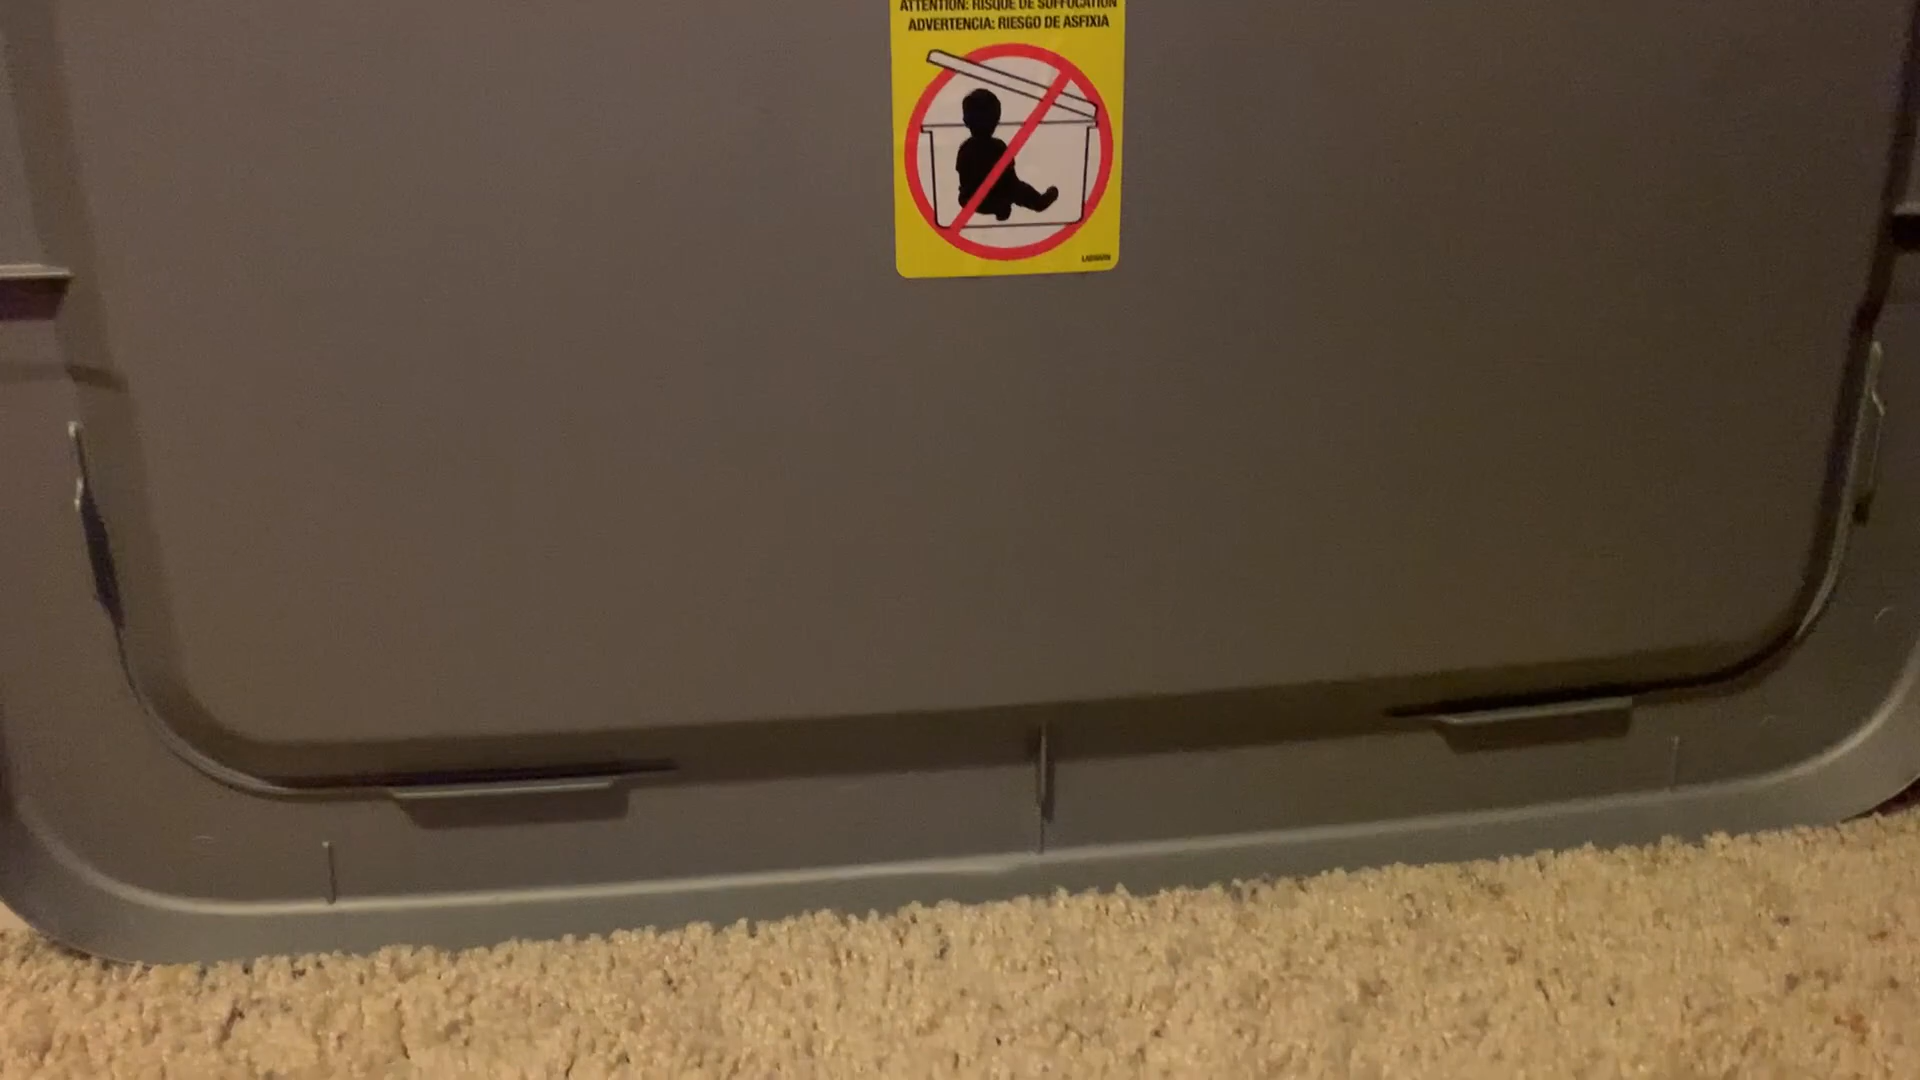 ATTENTION: RISQUE DE SUFFOCATION
ADVERTENCIA: RIESGO DE ASFIXIA